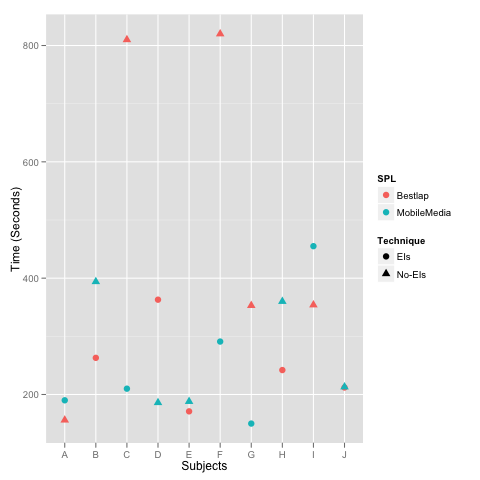 800
600
400
200
Time (Seconds)
A B C D E F G H I J
Subjects
SPL
Bestlap
MobileMedia
Technique
EIs
No-EIs